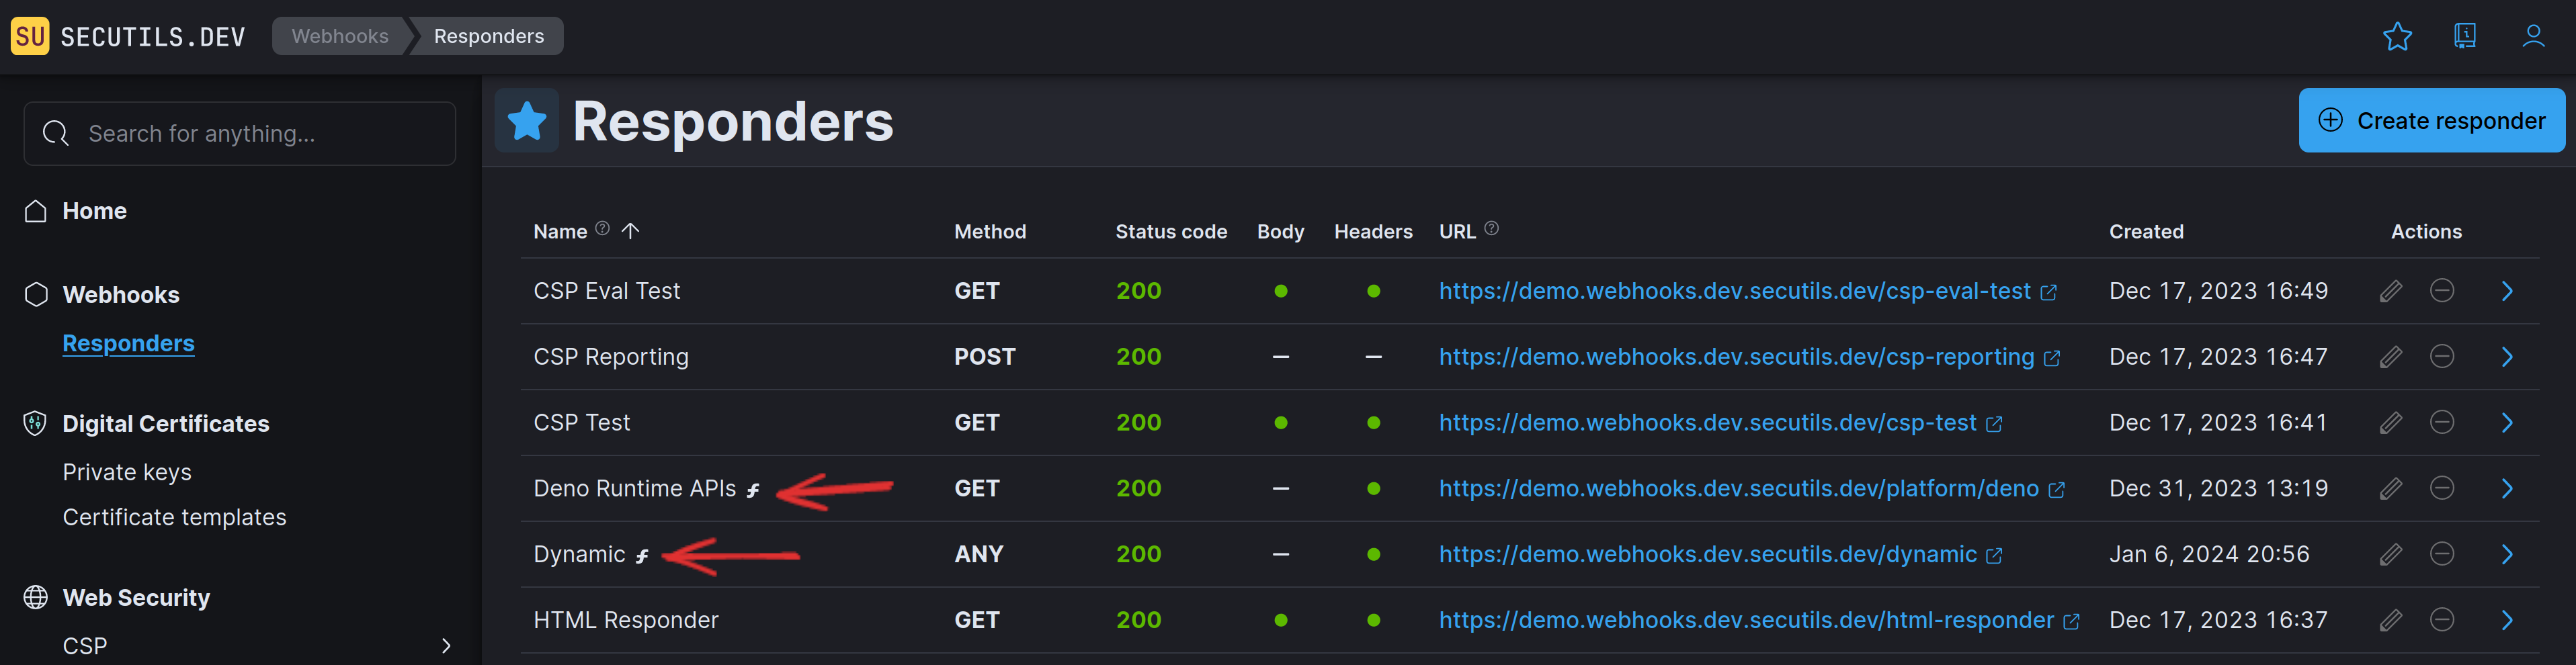 SU SECUTILS.DEV Webhooks Responders
Search for anything...
Home
Webhooks
Responders
Digital Certificates
Private keys
Certificate templates
Web Security
CSP
Responders
Create responder
Name Method Status code Body Headers URL Created Actions
CSP Eval Test GET 200 https://demo.webhooks.dev.secutils.dev/csp-eval-test Dec 17, 2023 16:49
CSP Reporting POST 200 – – https://demo.webhooks.dev.secutils.dev/csp-reporting Dec 17, 2023 16:47
CSP Test GET 200 https://demo.webhooks.dev.secutils.dev/csp-test Dec 17, 2023 16:41
Deno Runtime APIs ƒ GET 200 – https://demo.webhooks.dev.secutils.dev/platform/deno Dec 31, 2023 13:19
Dynamic ƒ ANY 200 – https://demo.webhooks.dev.secutils.dev/dynamic Jan 6, 2024 20:56
HTML Responder GET 200 https://demo.webhooks.dev.secutils.dev/html-responder Dec 17, 2023 16:37